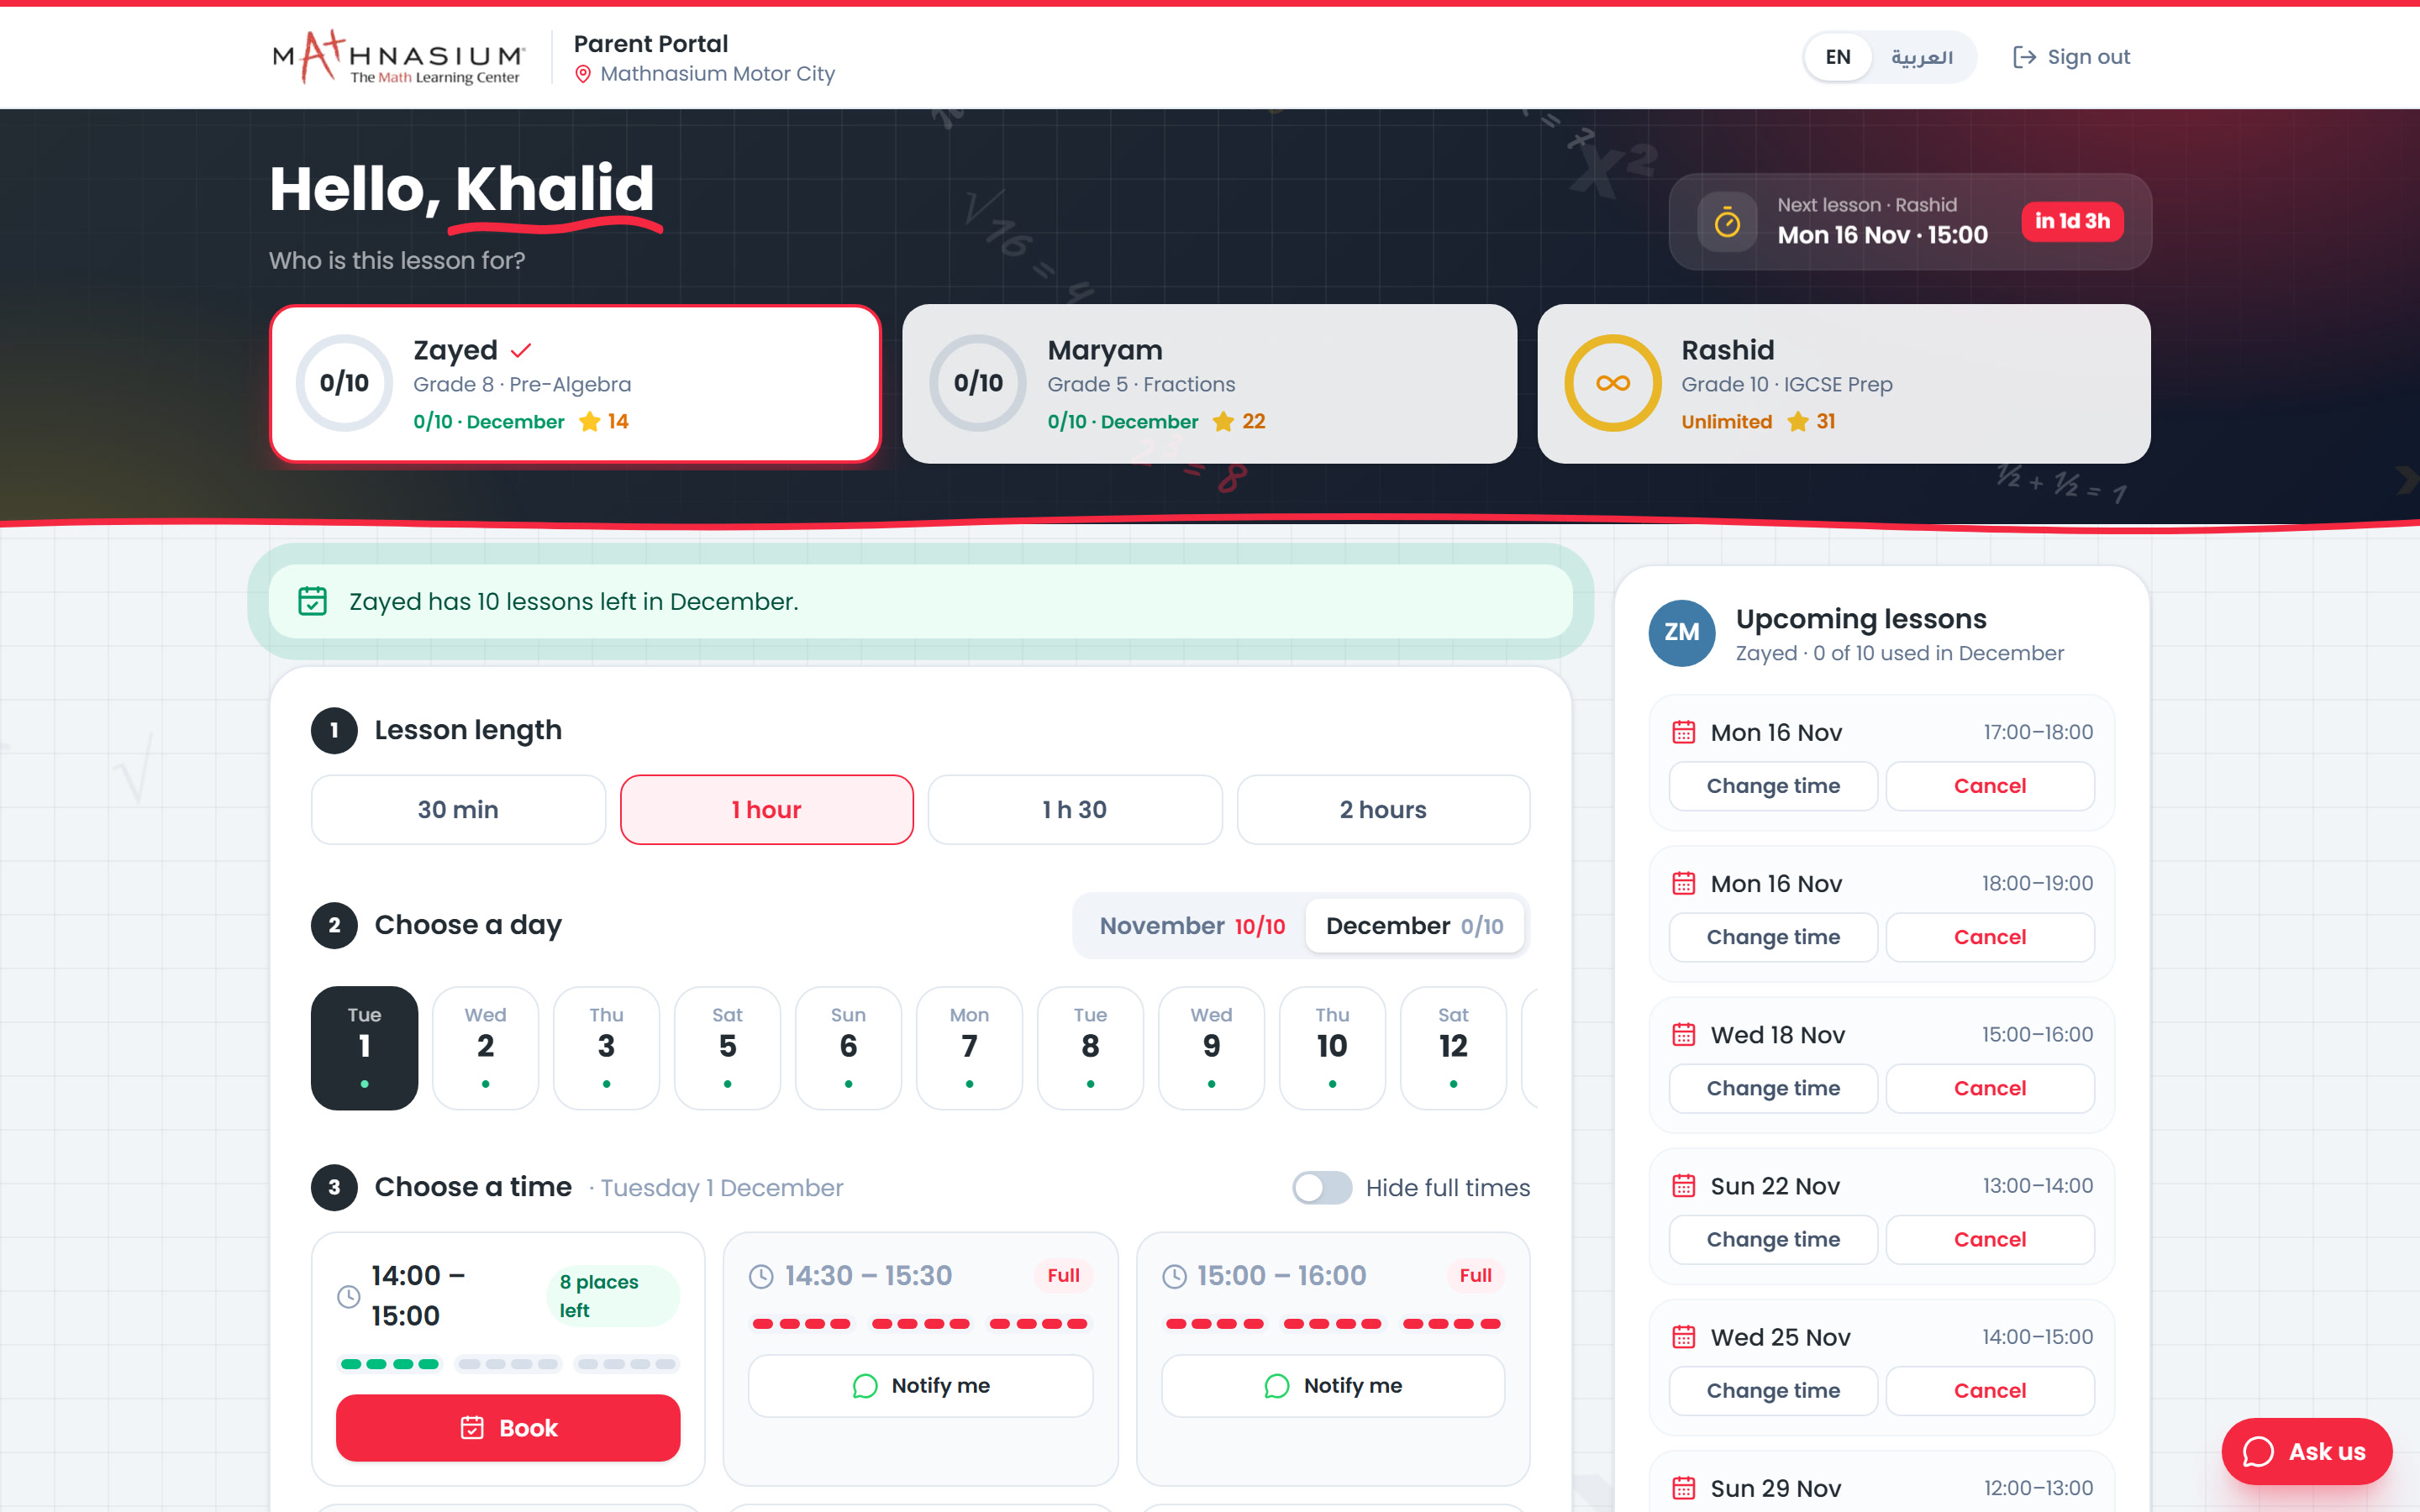 MATHNASIUM
The Math Learning Center
Parent Portal
Mathnasium Motor City
EN
العربية
Sign out
Hello, Khalid
Who is this lesson for?
Next lesson · Rashid
Mon 16 Nov · 15:00
in 1d 3h
√16 = 4
x²
0/10
Zayed
Grade 8 · Pre-Algebra
0/10 · December 14
0/10
Maryam
Grade 5 · Fractions
0/10 · December 22
∞
Rashid
Grade 10 · IGCSE Prep
Unlimited 31
2³ = 8
½ + ½ = 1
Zayed has 10 lessons left in December.
√
1 Lesson length
30 min
1 hour
1 h 30
2 hours
2 Choose a day
November 10/10
December 0/10
Tue
1
Wed
2
Thu
3
Sat
5
Sun
6
Mon
7
Tue
8
Wed
9
Thu
10
Sat
12
3 Choose a time · Tuesday 1 December
Hide full times
14:00 –
15:00
8 places
left
Book
14:30 – 15:30
Full
Notify me
15:00 – 16:00
Full
Notify me
ZM
Upcoming lessons
Zayed · 0 of 10 used in December
Mon 16 Nov 17:00–18:00
Change time Cancel
Mon 16 Nov 18:00–19:00
Change time Cancel
Wed 18 Nov 15:00–16:00
Change time Cancel
Sun 22 Nov 13:00–14:00
Change time Cancel
Wed 25 Nov 14:00–15:00
Change time Cancel
Sun 29 Nov 12:00–13:00
Ask us